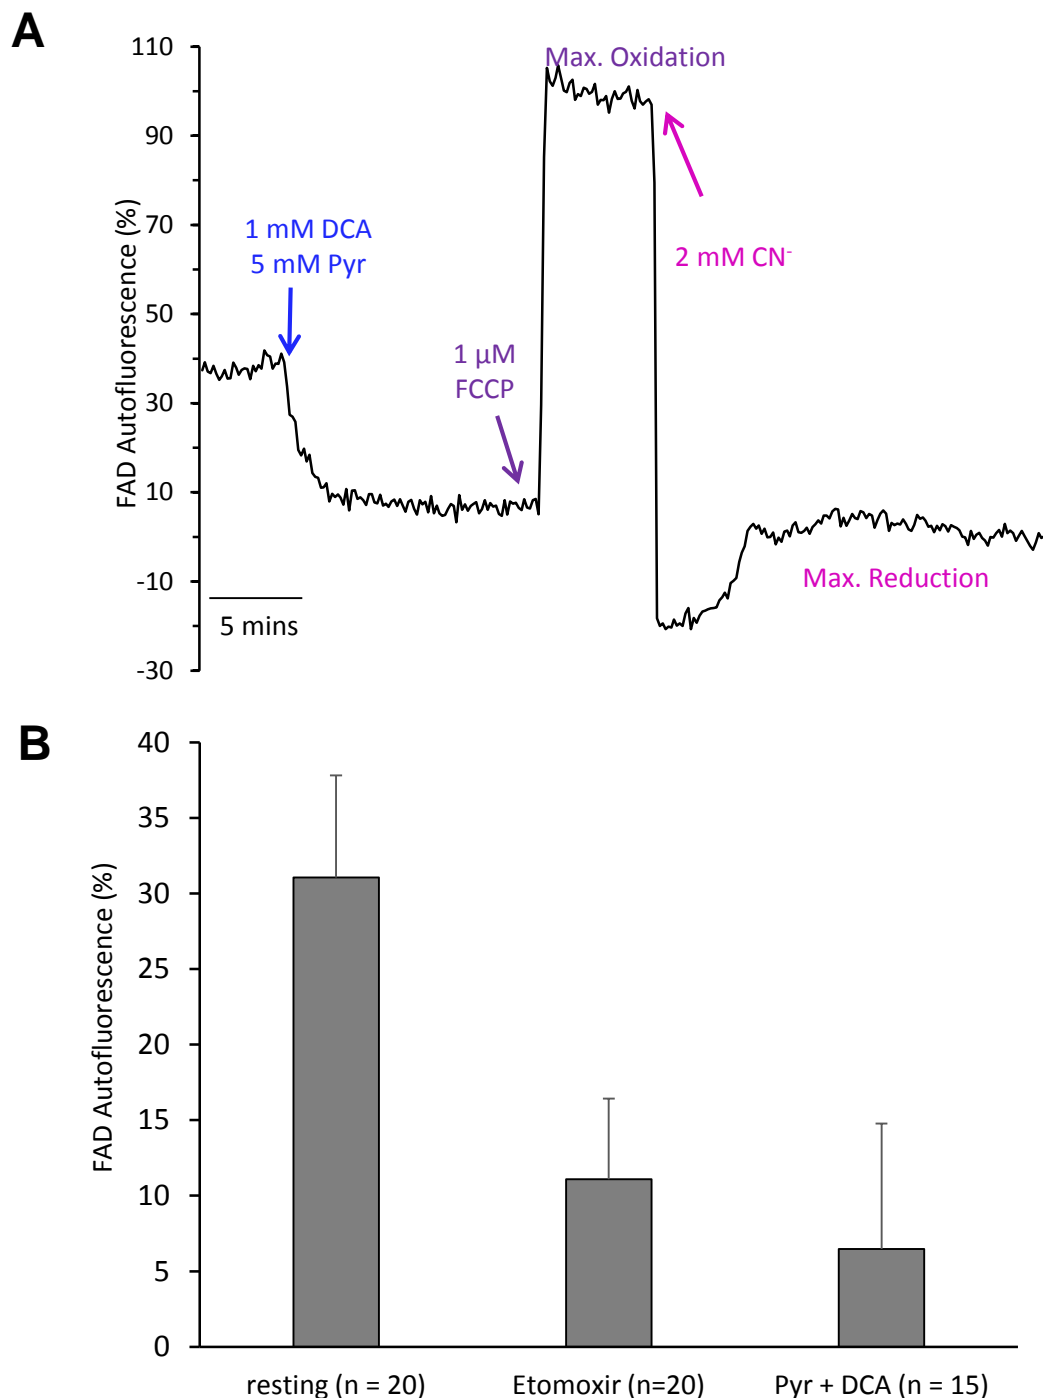 A
110
90
70
50
30
10
-10
-30
FAD Autofluorescence (%)
Max. Oxidation
1 mM DCA
5 mM Pyr
2 mM CN⁻
1 µM
FCCP
Max. Reduction
5 mins
B
40
35
30
25
20
15
10
5
0
FAD Autofluorescence (%)
resting (n = 20)
Etomoxir (n=20)
Pyr + DCA (n = 15)